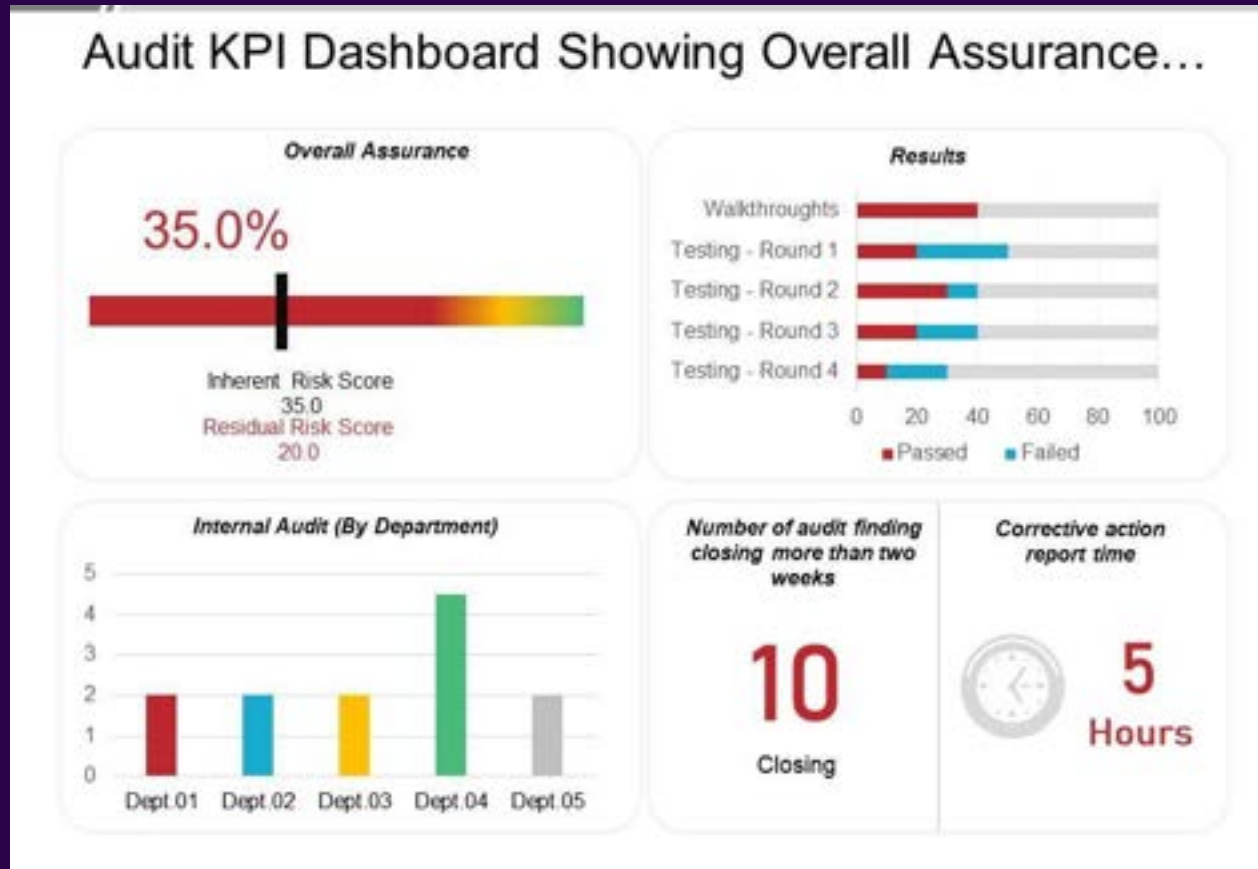 Audit KPI Dashboard Showing Overall Assurance...
Overall Assurance
35.0%
Inherent Risk Score
35.0
Residual Risk Score
20.0
Results
Walkthroughts
Testing - Round 1
Testing - Round 2
Testing - Round 3
Testing - Round 4
0 20 40 60 80 100
Passed Failed
Internal Audit (By Department)
5
4
3
2
1
0
Dept.01 Dept.02 Dept.03 Dept.04 Dept.05
Number of audit finding
closing more than two
weeks
10
Closing
Corrective action
report time
5
Hours